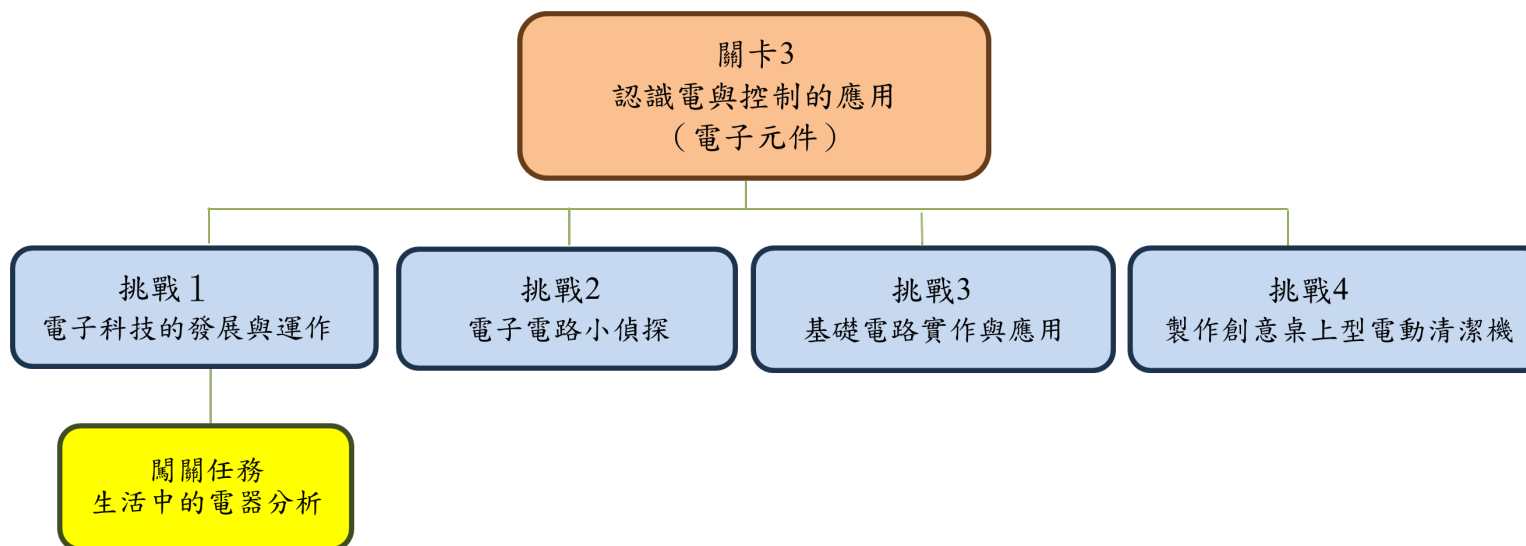 關卡3
認識電與控制的應用
（電子元件）
挑戰1
電子科技的發展與運作
挑戰2
電子電路小偵探
挑戰3
基礎電路實作與應用
挑戰4
製作創意桌上型電動清潔機
闖關任務
生活中的電器分析